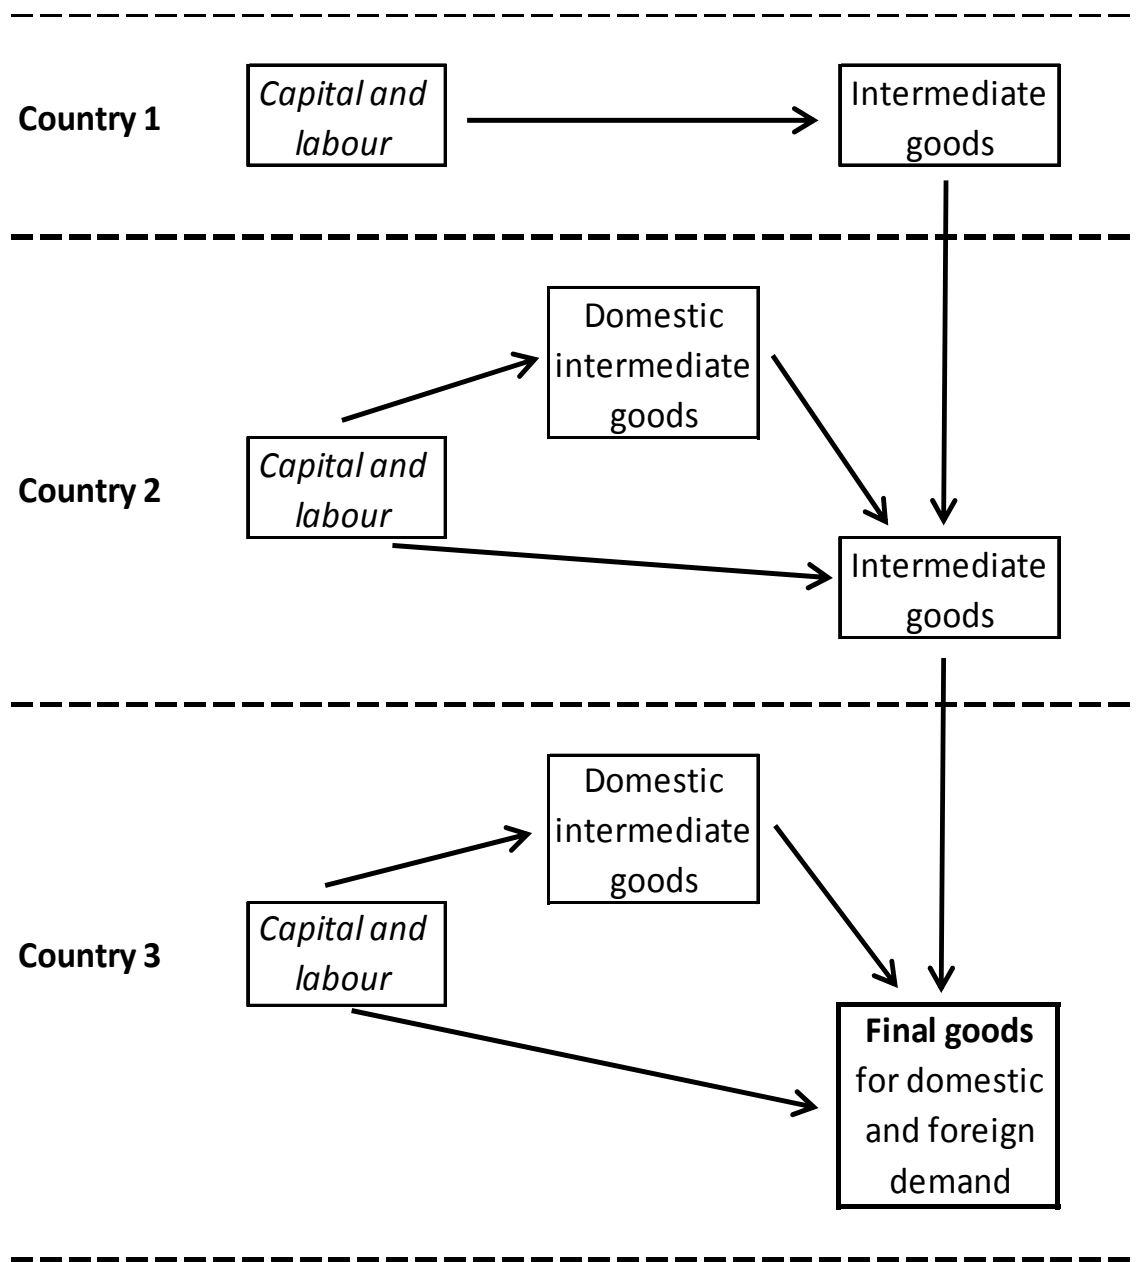 Country 1
Capital and
labour
Intermediate
goods
Country 2
Domestic
intermediate
goods
Capital and
labour
Intermediate
goods
Country 3
Domestic
intermediate
goods
Capital and
labour
Final goods
for domestic
and foreign
demand